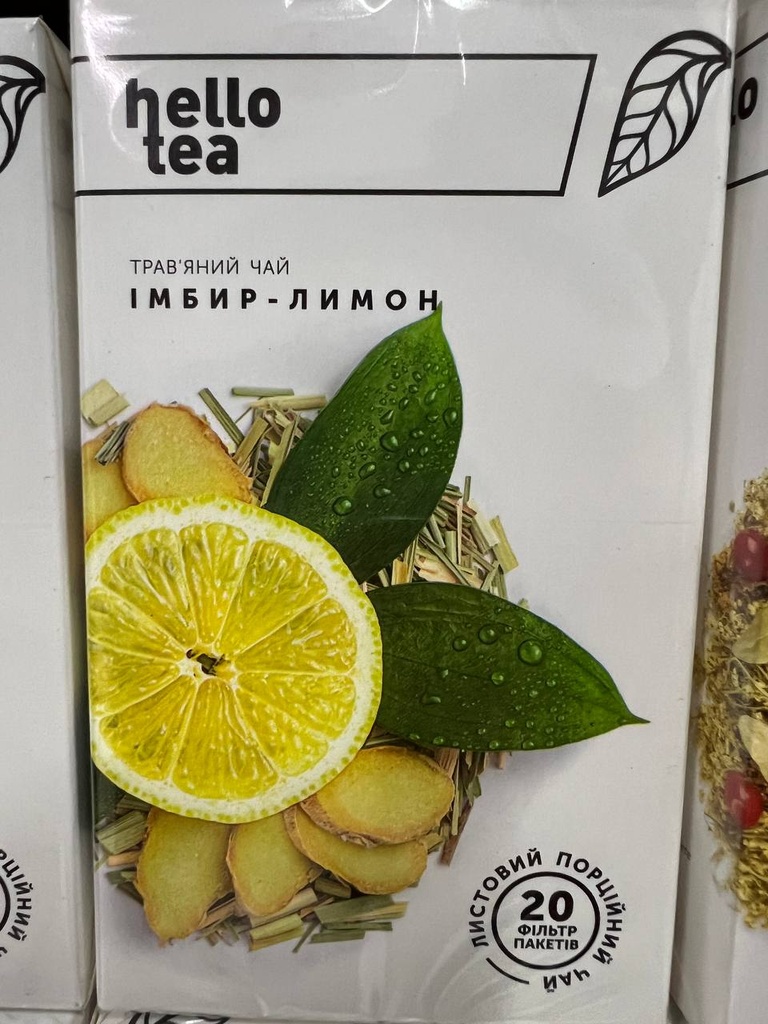 hello
tea
ТРАВ'ЯНИЙ ЧАЙ
ІМБИР-ЛИМОН
ЛИСТОВИЙ ПОРЦІЙНИЙ ЧАЙ
20
ФІЛЬТР
ПАКЕТІВ